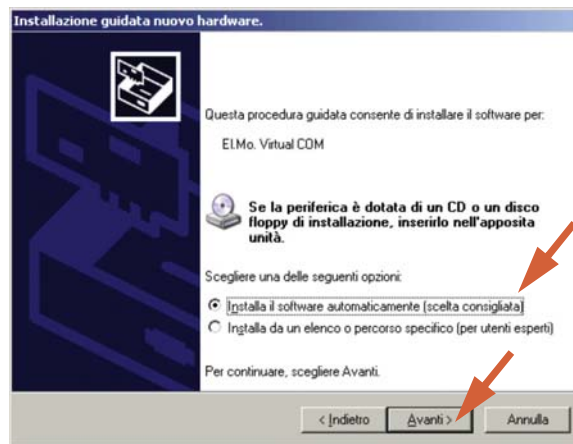 Installazione guidata nuovo hardware.
Questa procedura guidata consente di installare il software per:
El.Mo. Virtual COM
Se la periferica è dotata di un CD o un disco
floppy di installazione, inserirlo nell'apposita
unità.
Scegliere una delle seguenti opzioni:
Installa il software automaticamente (scelta consigliata)
Installa da un elenco o percorso specifico (per utenti esperti)
Per continuare, scegliere Avanti.
< Indietro Avanti > Annulla